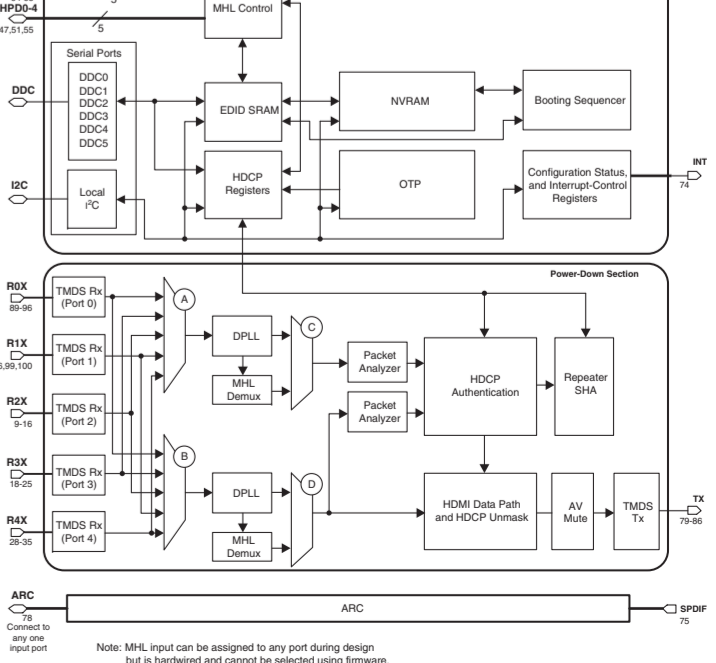 HPD0-4
47,51,55
5
MHL Control
Serial Ports
DDC0
DDC1
DDC2
DDC3
DDC4
DDC5
DDC
EDID SRAM
NVRAM
Booting Sequencer
I2C
Local
I²C
HDCP
Registers
OTP
Configuration Status,
and Interrupt-Control
Registers
INT
74
Power-Down Section
R0X
89-96
TMDS Rx
(Port 0)
A
DPLL
MHL
Demux
C
Packet
Analyzer
HDCP
Authentication
Repeater
SHA
R1X
,99,100
TMDS Rx
(Port 1)
R2X
9-16
TMDS Rx
(Port 2)
Packet
Analyzer
R3X
18-25
TMDS Rx
(Port 3)
B
DPLL
MHL
Demux
D
HDMI Data Path
and HDCP Unmask
AV
Mute
TMDS
Tx
TX
79-86
R4X
28-35
TMDS Rx
(Port 4)
ARC
78
Connect to
any one
input port
ARC
SPDIF
75
Note: MHL input can be assigned to any port during design
but is hardwired and cannot be selected using firmware.